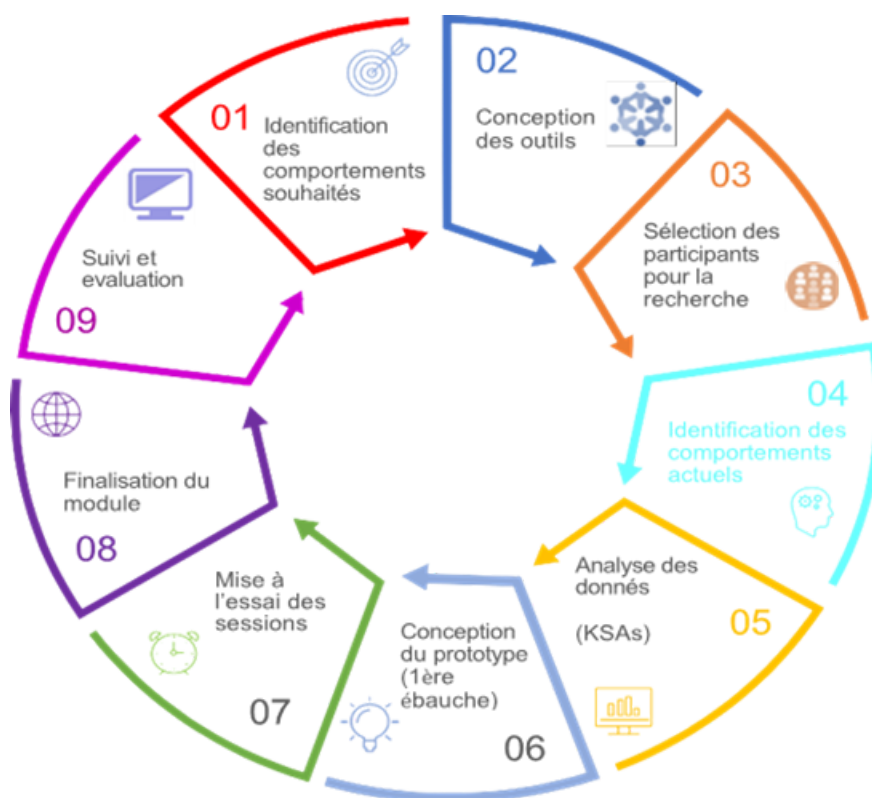 01
Identification
des
comportements
souhaités
02
Conception
des outils
03
Sélection des
participants
pour la
recherche
04
Identification des
comportements
actuels
05
Analyse des
donnés
(KSAs)
06
Conception
du prototype
(1ère
ébauche)
07
Mise à
l'essai des
sessions
08
Finalisation du
module
09
Suivi et
evaluation